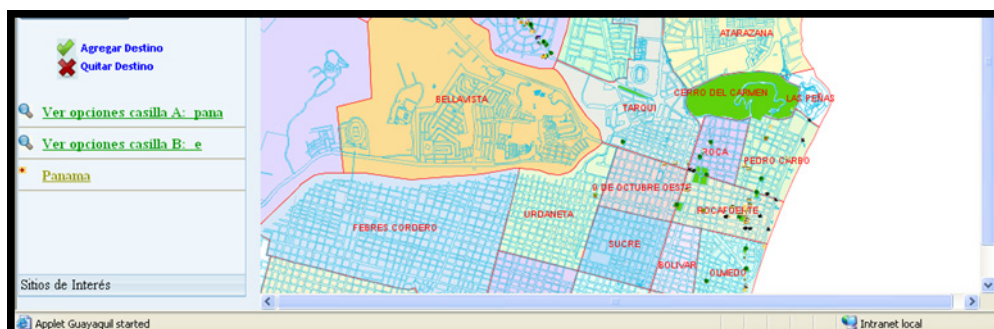 Agregar Destino
Quitar Destino
Ver opciones casilla A: pana
Ver opciones casilla B: e
Panama
Sitios de Interés
ATARAZANA
BELLAVISTA
CERRO DEL CARMEN
LAS PEÑAS
TARQUI
ROCA
PEDRO CARBO
9 DE OCTUBRE OESTE
ROCAFUERTE
URDANETA
FEBRES CORDERO
SUCRE
BOLIVAR
OLMEDO
Applet Guayaquil started
Intranet local